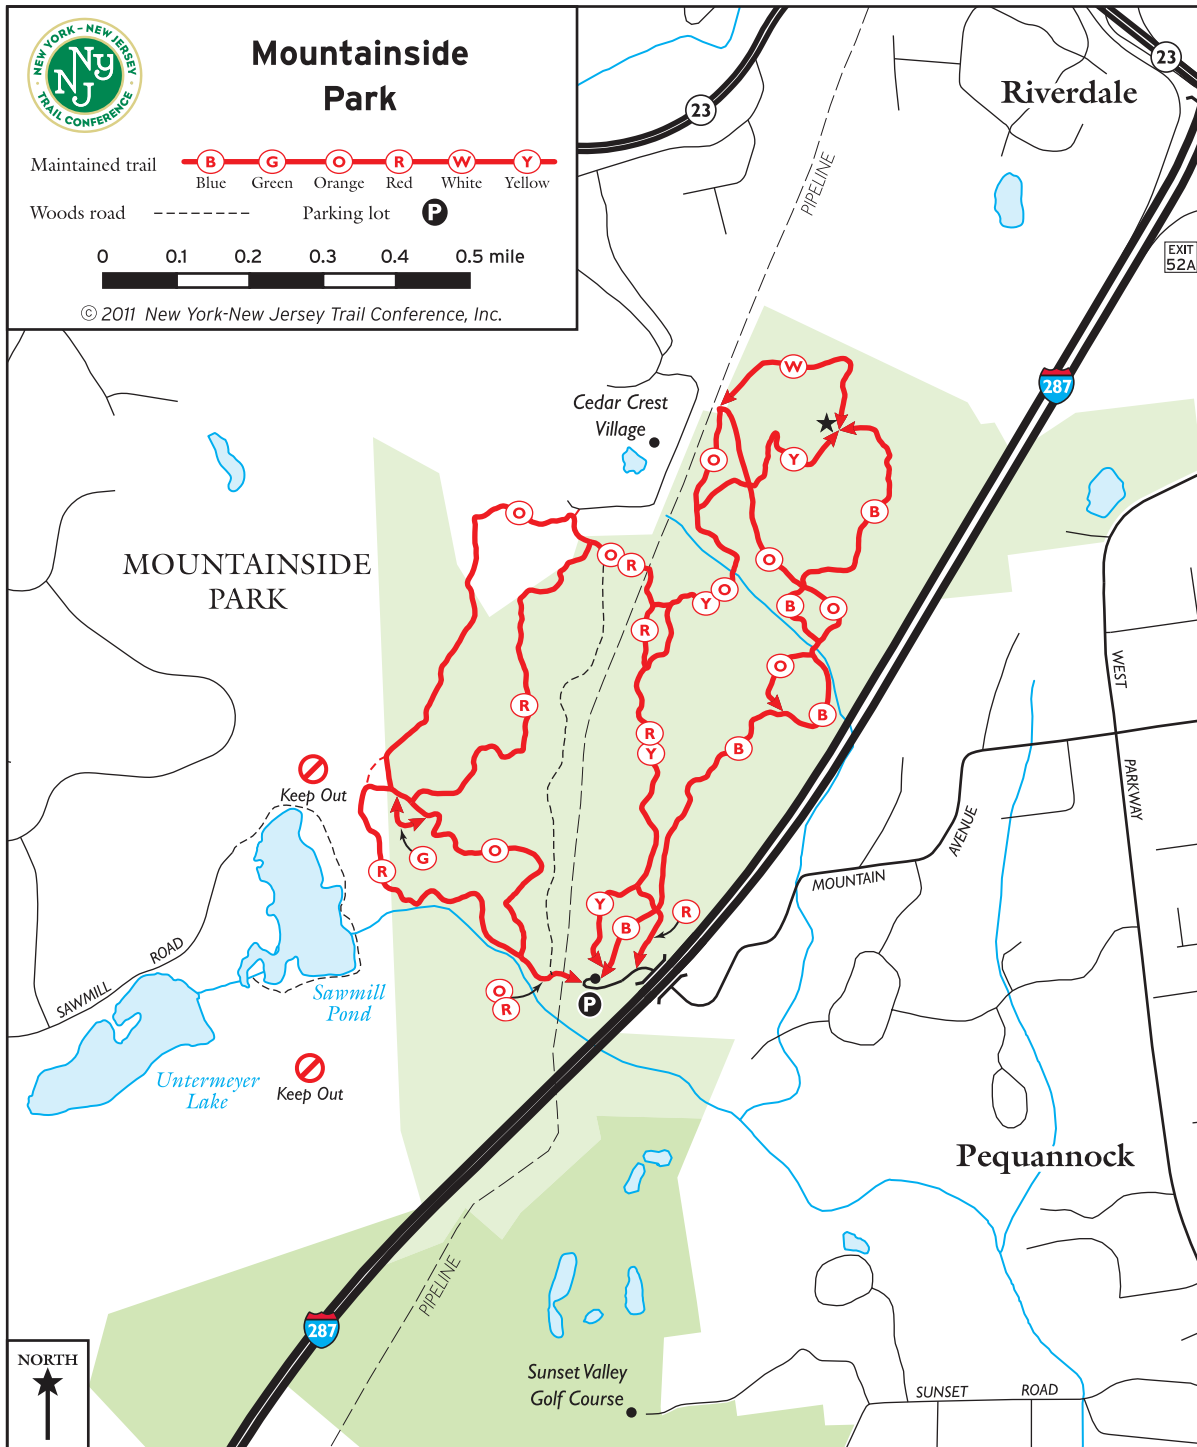 NEW YORK – NEW JERSEY
NY
NJ
TRAIL CONFERENCE
Mountainside
Park
Maintained trail
B G O R W Y
Blue Green Orange Red White Yellow
Woods road
Parking lot P
0 0.1 0.2 0.3 0.4 0.5 mile
© 2011 New York-New Jersey Trail Conference, Inc.
23
23
Riverdale
PIPELINE
EXIT
52A
287
W
Cedar Crest
Village
O
Y
B
O
MOUNTAINSIDE
PARK
O
R
O
Y
O
B
O
R
O
WEST
R
B
R
Y
B
Keep Out
PARKWAY
AVENUE
G
O
R
MOUNTAIN
Y
B
R
SAWMILL
ROAD
Sawmill
Pond
O
R
P
Untermeyer
Lake
Keep Out
Pequannock
PIPELINE
287
NORTH
Sunset Valley
Golf Course
SUNSET
ROAD